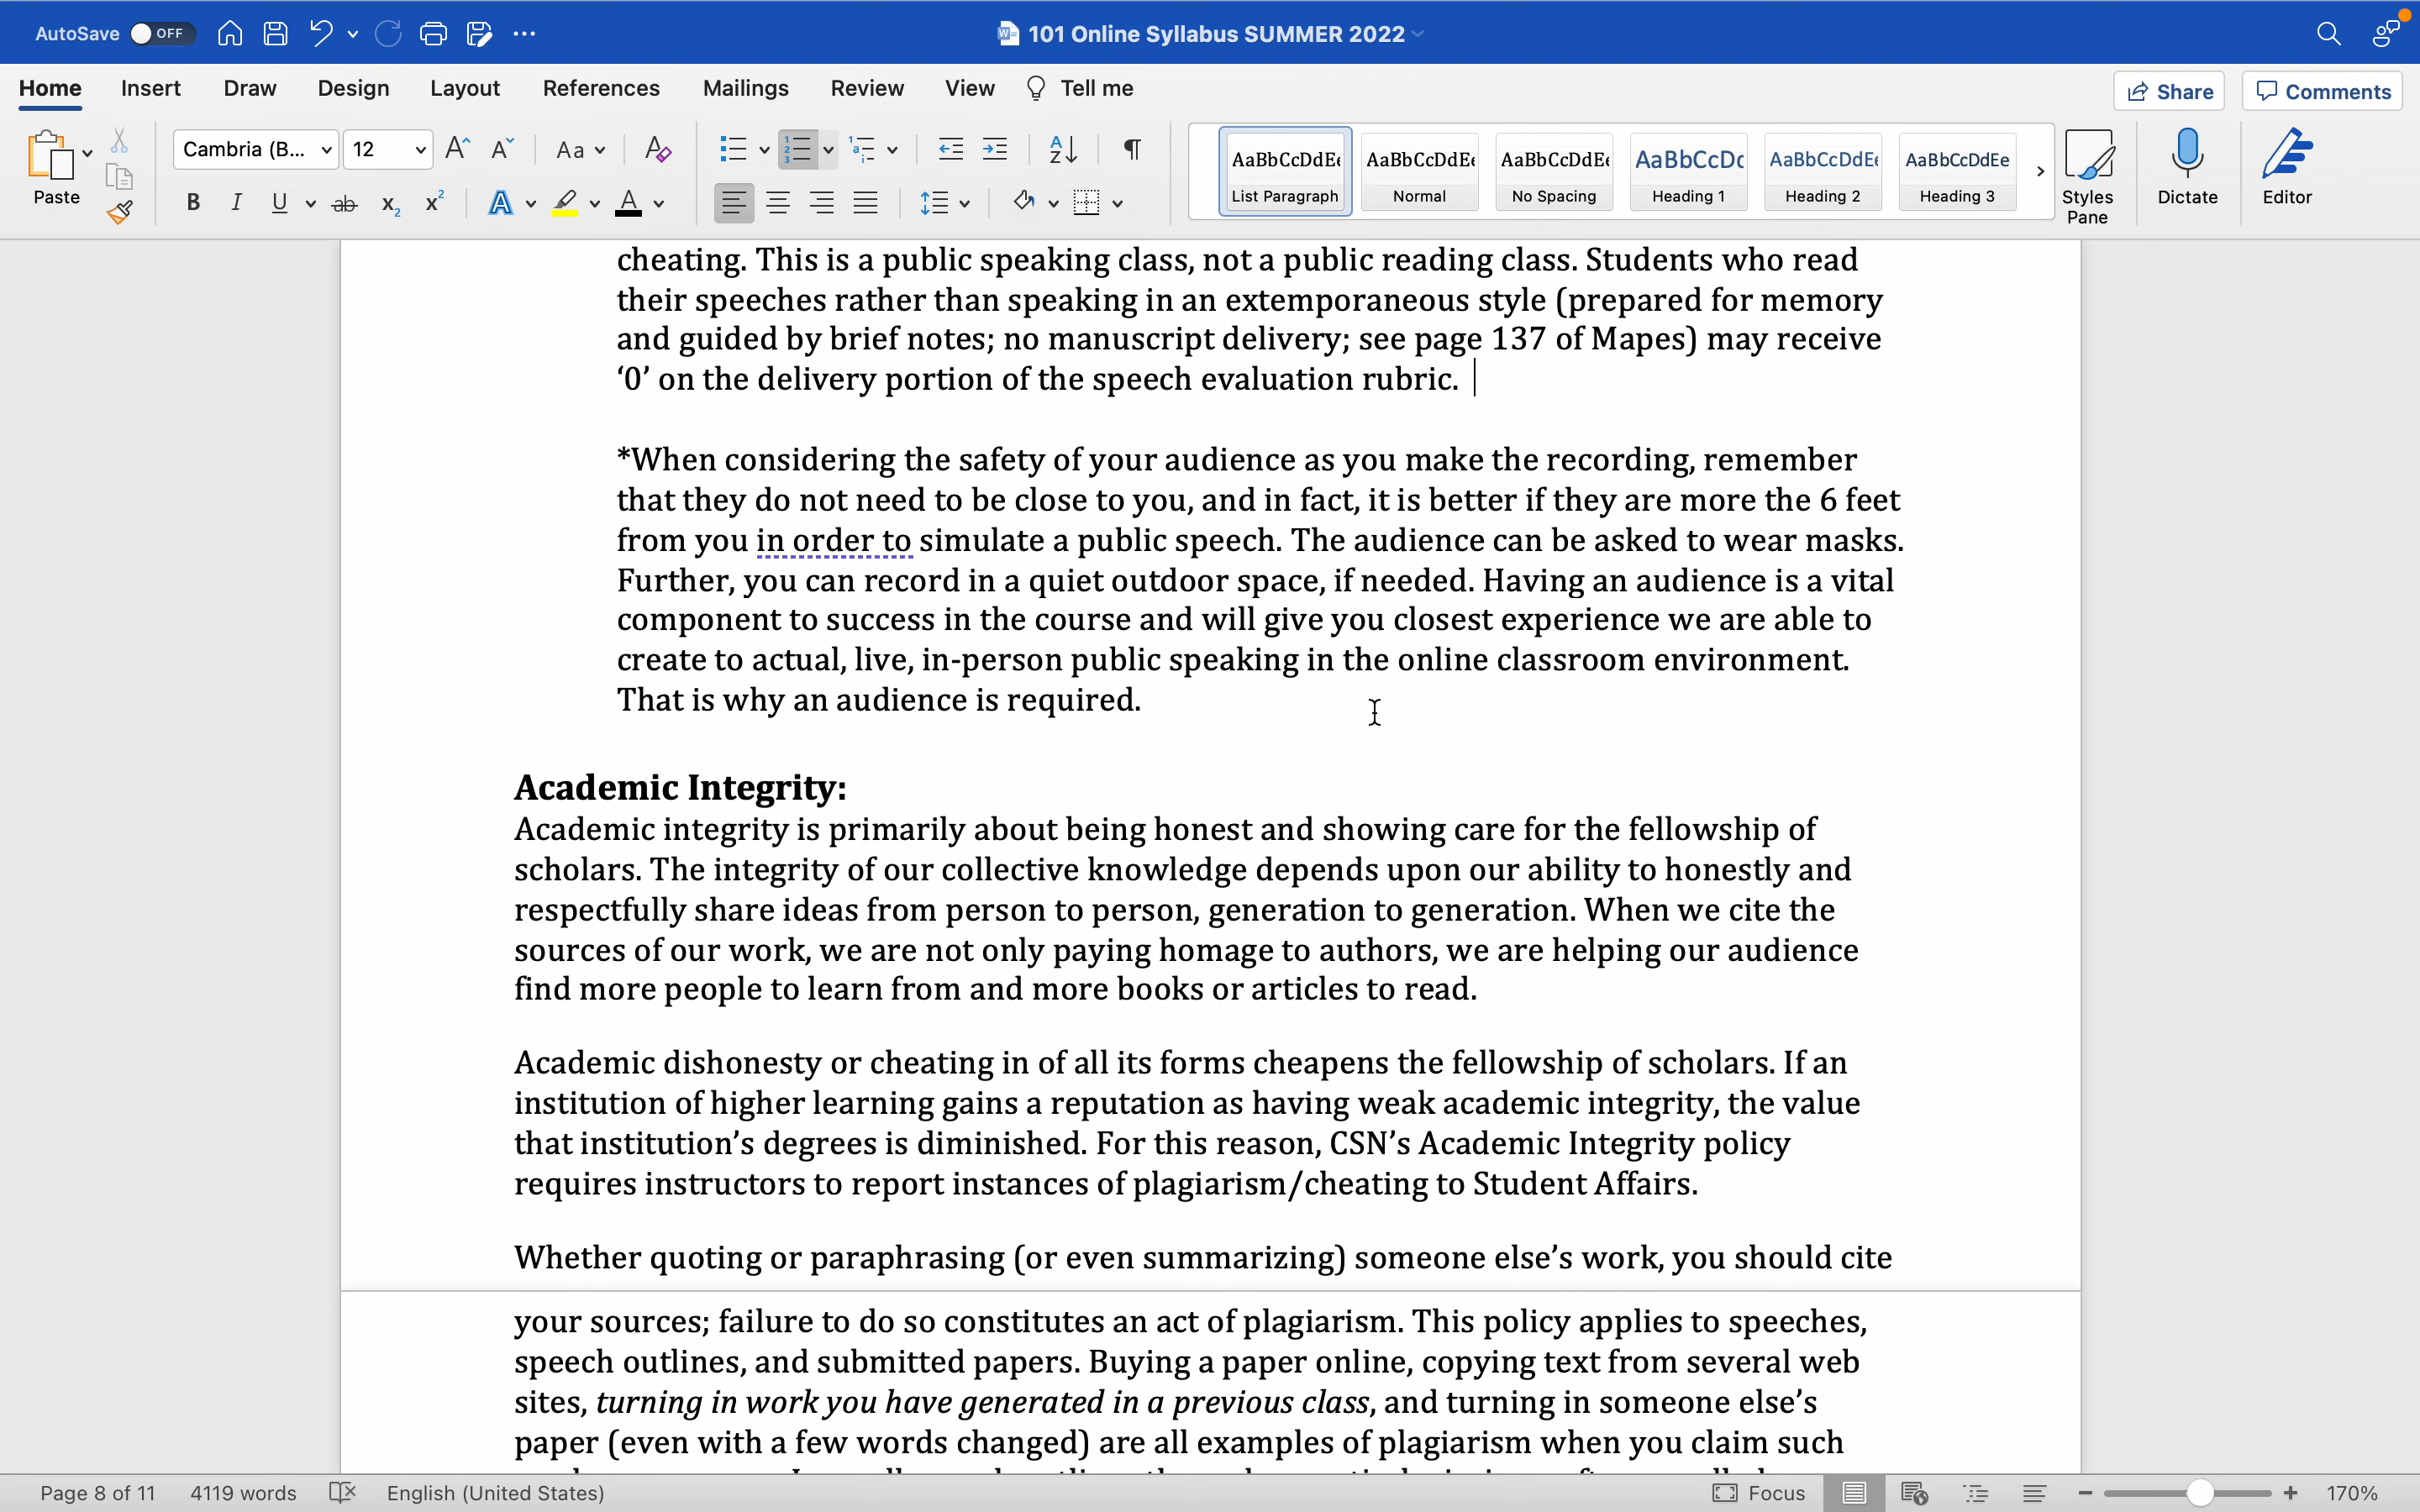 AutoSave OFF 101 Online Syllabus SUMMER 2022
Home Insert Draw Design Layout References Mailings Review View Tell me Share Comments
Paste Cambria (B... 12 Aa AaBbCcDdEe AaBbCcDdEe AaBbCcDdEe AaBbCcDc AaBbCcDdEe AaBbCcDdEe
List Paragraph Normal No Spacing Heading 1 Heading 2 Heading 3 Styles Pane Dictate Editor
cheating. This is a public speaking class, not a public reading class. Students who read
their speeches rather than speaking in an extemporaneous style (prepared for memory
and guided by brief notes; no manuscript delivery; see page 137 of Mapes) may receive
‘0’ on the delivery portion of the speech evaluation rubric.
*When considering the safety of your audience as you make the recording, remember
that they do not need to be close to you, and in fact, it is better if they are more the 6 feet
from you in order to simulate a public speech. The audience can be asked to wear masks.
Further, you can record in a quiet outdoor space, if needed. Having an audience is a vital
component to success in the course and will give you closest experience we are able to
create to actual, live, in-person public speaking in the online classroom environment.
That is why an audience is required.
Academic Integrity:
Academic integrity is primarily about being honest and showing care for the fellowship of
scholars. The integrity of our collective knowledge depends upon our ability to honestly and
respectfully share ideas from person to person, generation to generation. When we cite the
sources of our work, we are not only paying homage to authors, we are helping our audience
find more people to learn from and more books or articles to read.
Academic dishonesty or cheating in of all its forms cheapens the fellowship of scholars. If an
institution of higher learning gains a reputation as having weak academic integrity, the value
that institution’s degrees is diminished. For this reason, CSN’s Academic Integrity policy
requires instructors to report instances of plagiarism/cheating to Student Affairs.
Whether quoting or paraphrasing (or even summarizing) someone else’s work, you should cite
your sources; failure to do so constitutes an act of plagiarism. This policy applies to speeches,
speech outlines, and submitted papers. Buying a paper online, copying text from several web
sites, turning in work you have generated in a previous class, and turning in someone else’s
paper (even with a few words changed) are all examples of plagiarism when you claim such
Page 8 of 11 4119 words English (United States) Focus 170%